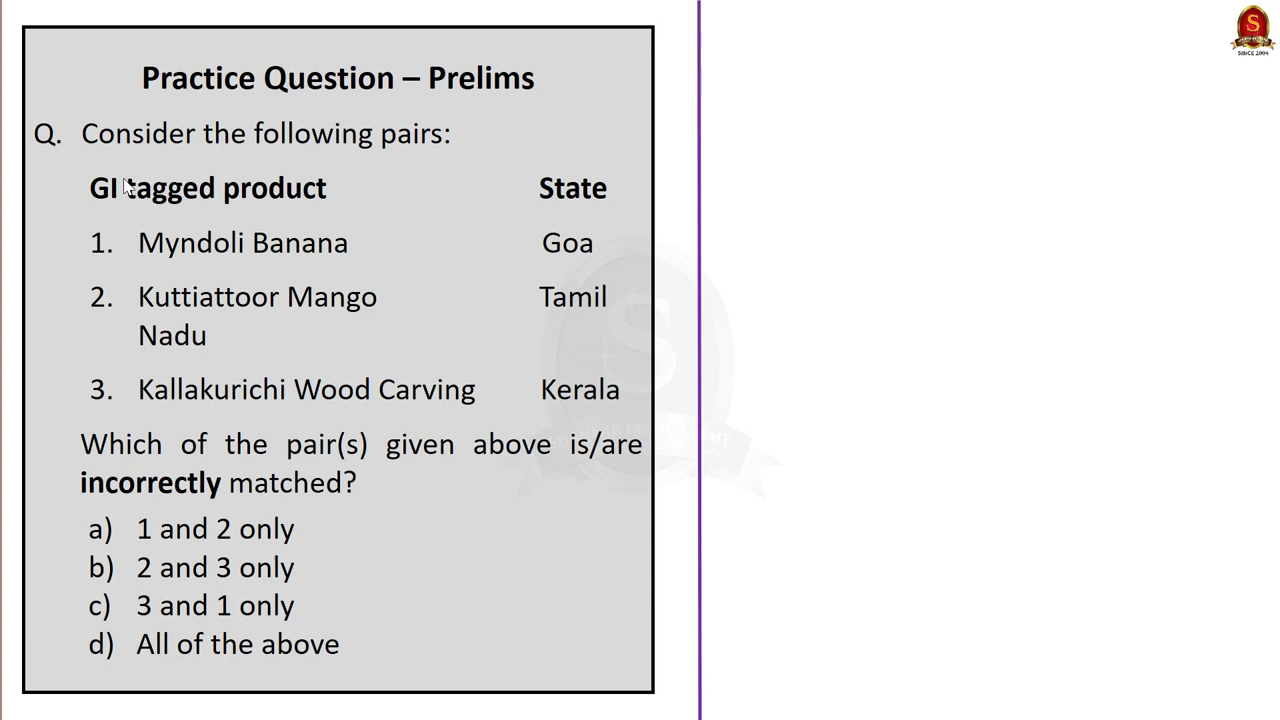 Practice Question – Prelims
Q. Consider the following pairs:
GI tagged product State
1. Myndoli Banana Goa
2. Kuttiattoor Mango Tamil
Nadu
3. Kallakurichi Wood Carving Kerala
Which of the pair(s) given above is/are
incorrectly matched?
a) 1 and 2 only
b) 2 and 3 only
c) 3 and 1 only
d) All of the above
S
SINCE 2004